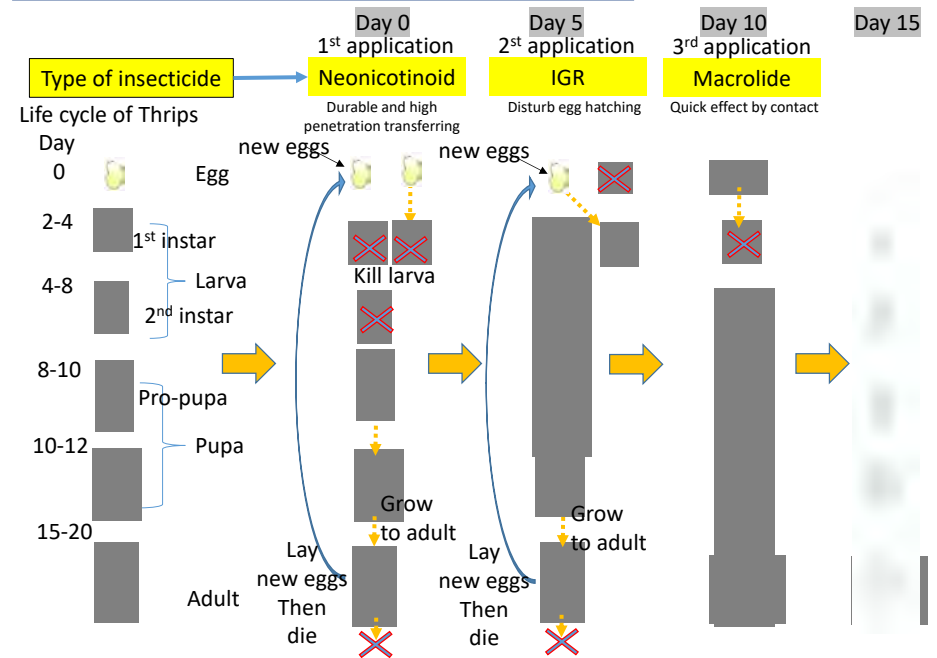 Day 0
Day 5
Day 10
Day 15
1st application
2st application
3rd application
Type of insecticide
Neonicotinoid
IGR
Macrolide
Durable and high
penetration transferring
Disturb egg hatching
Quick effect by contact
Life cycle of Thrips
Day
new eggs
new eggs
0
Egg
2-4
1st instar
Larva
Kill larva
4-8
2nd instar
8-10
Pro-pupa
10-12
Pupa
15-20
Grow
to adult
Grow
to adult
Lay
new eggs
Then
die
Lay
new eggs
Then
die
Adult